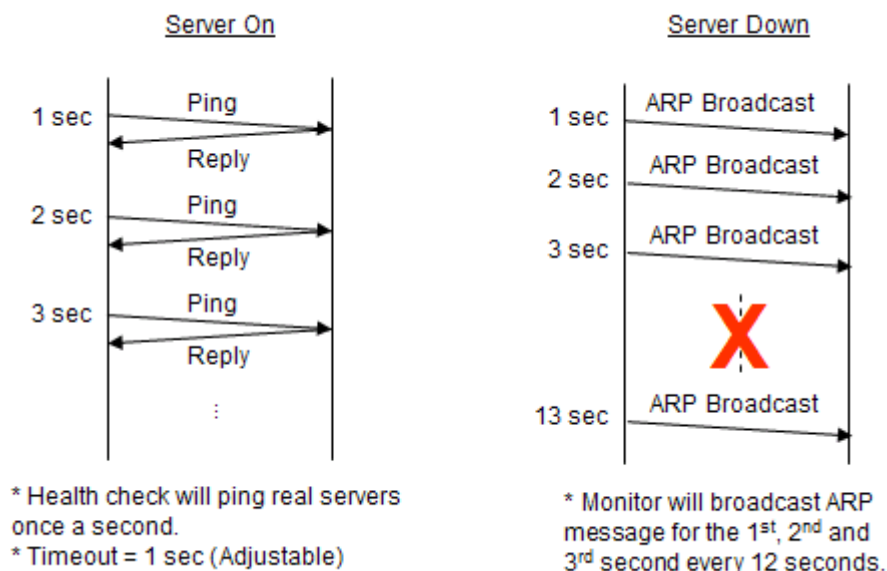 Server On
1 sec
Ping
Reply
2 sec
Ping
Reply
3 sec
Ping
Reply
⋮
* Health check will ping real servers
once a second.
* Timeout = 1 sec (Adjustable)
Server Down
1 sec
ARP Broadcast
2 sec
ARP Broadcast
3 sec
ARP Broadcast
X
13 sec
ARP Broadcast
* Monitor will broadcast ARP
message for the 1st, 2nd and
3rd second every 12 seconds.